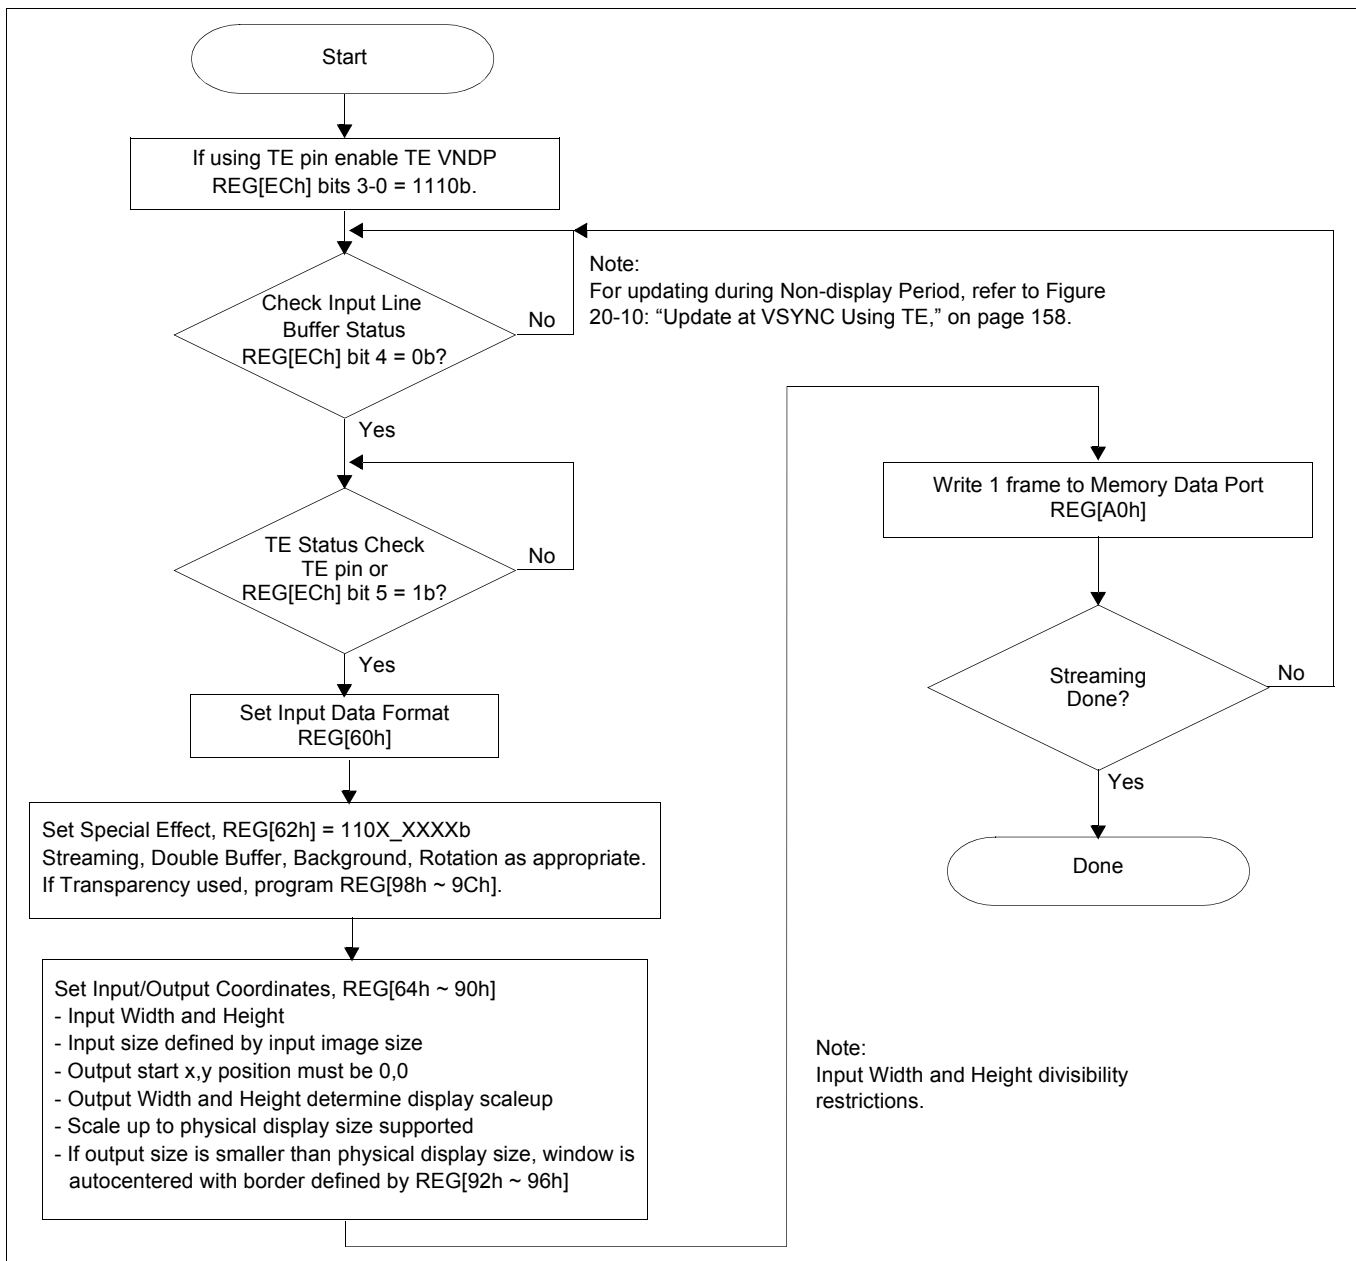 Start
If using TE pin enable TE VNDP
REG[ECh] bits 3-0 = 1110b.
Check Input Line
Buffer Status
REG[ECh] bit 4 = 0b?
No
Yes
Note:
For updating during Non-display Period, refer to Figure
20-10: “Update at VSYNC Using TE,” on page 158.
TE Status Check
TE pin or
REG[ECh] bit 5 = 1b?
No
Yes
Set Input Data Format
REG[60h]
Set Special Effect, REG[62h] = 110X_XXXXb
Streaming, Double Buffer, Background, Rotation as appropriate.
If Transparency used, program REG[98h ~ 9Ch].
Set Input/Output Coordinates, REG[64h ~ 90h]
- Input Width and Height
- Input size defined by input image size
- Output start x,y position must be 0,0
- Output Width and Height determine display scaleup
- Scale up to physical display size supported
- If output size is smaller than physical display size, window is
autocentered with border defined by REG[92h ~ 96h]
Write 1 frame to Memory Data Port
REG[A0h]
Streaming
Done?
No
Yes
Done
Note:
Input Width and Height divisibility
restrictions.